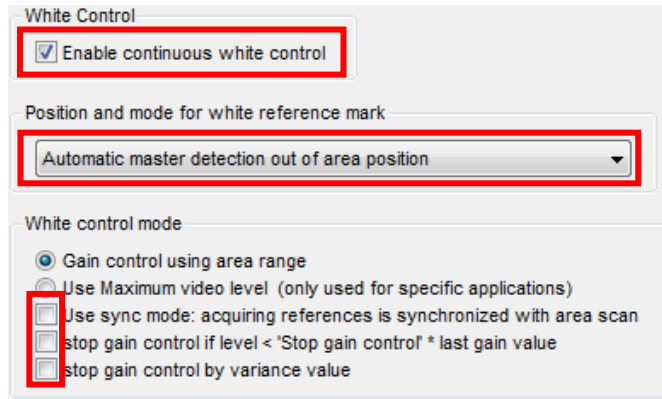 White Control
Enable continuous white control
Position and mode for white reference mark
Automatic master detection out of area position
White control mode
Gain control using area range
Use Maximum video level (only used for specific applications)
Use sync mode: acquiring references is synchronized with area scan
stop gain control if level < 'Stop gain control' * last gain value
stop gain control by variance value